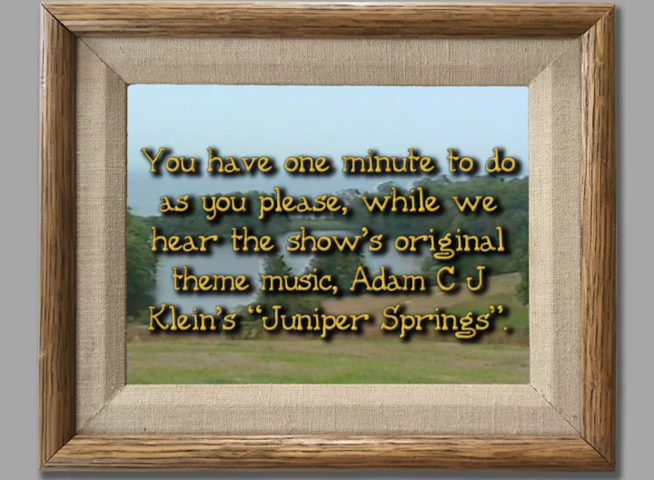 You have one minute to do
as you please, while we
hear the show's original
theme music, Adam C J
Klein's “Juniper Springs”.